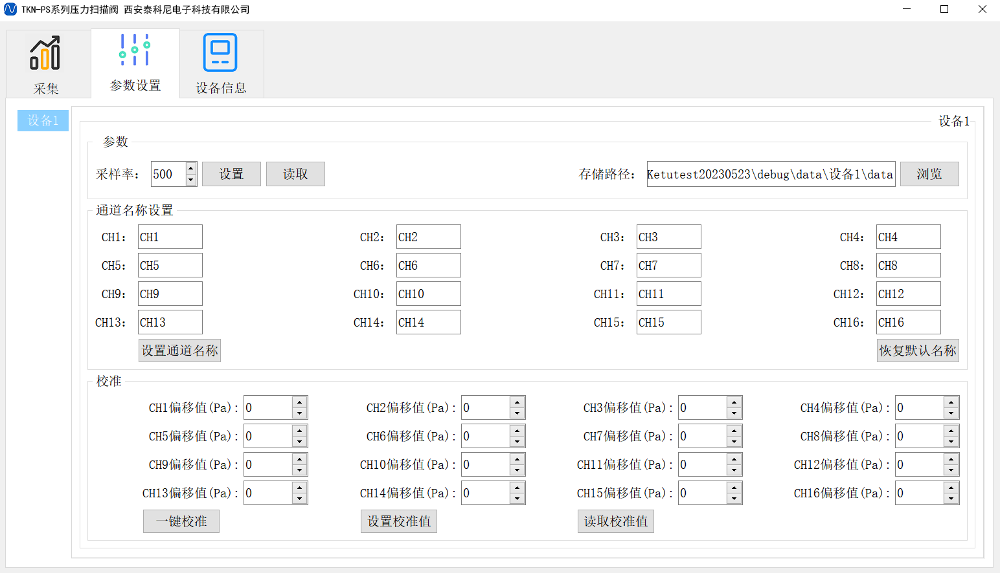 TKN-PS系列压力扫描阀 西安泰科尼电子科技有限公司
采集 参数设置 设备信息
设备1
设备1
参数
采样率： 500 设置 读取 存储路径： Ketutest20230523\debug\data\设备1\data 浏览
通道名称设置
CH1： CH1 CH2： CH2 CH3： CH3 CH4： CH4
CH5： CH5 CH6： CH6 CH7： CH7 CH8： CH8
CH9： CH9 CH10： CH10 CH11： CH11 CH12： CH12
CH13： CH13 CH14： CH14 CH15： CH15 CH16： CH16
设置通道名称 恢复默认名称
校准
CH1偏移值(Pa)： 0 CH2偏移值(Pa)： 0 CH3偏移值(Pa)： 0 CH4偏移值(Pa)： 0
CH5偏移值(Pa)： 0 CH6偏移值(Pa)： 0 CH7偏移值(Pa)： 0 CH8偏移值(Pa)： 0
CH9偏移值(Pa)： 0 CH10偏移值(Pa)： 0 CH11偏移值(Pa)： 0 CH12偏移值(Pa)： 0
CH13偏移值(Pa)： 0 CH14偏移值(Pa)： 0 CH15偏移值(Pa)： 0 CH16偏移值(Pa)： 0
一键校准 设置校准值 读取校准值